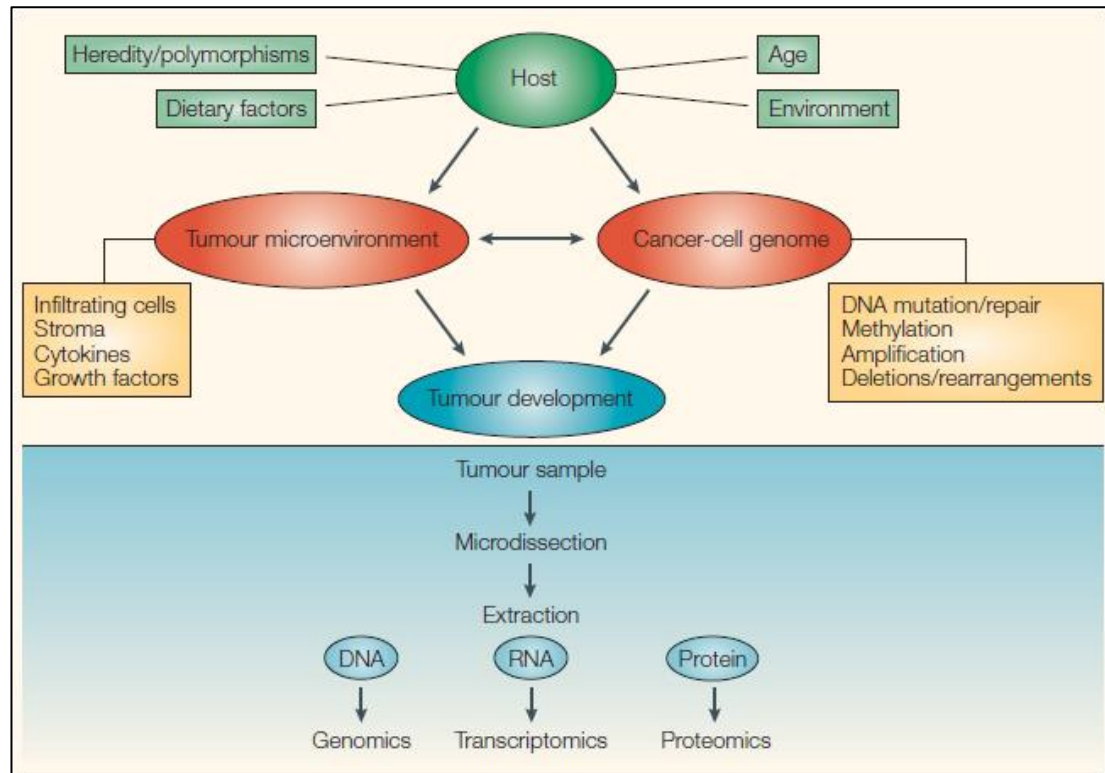 Heredity/polymorphisms
Host
Age
Dietary factors
Environment
Tumour microenvironment
Cancer-cell genome
Infiltrating cells
Stroma
Cytokines
Growth factors
DNA mutation/repair
Methylation
Amplification
Deletions/rearrangements
Tumour development
Tumour sample
Microdissection
Extraction
DNA
RNA
Protein
Genomics
Transcriptomics
Proteomics